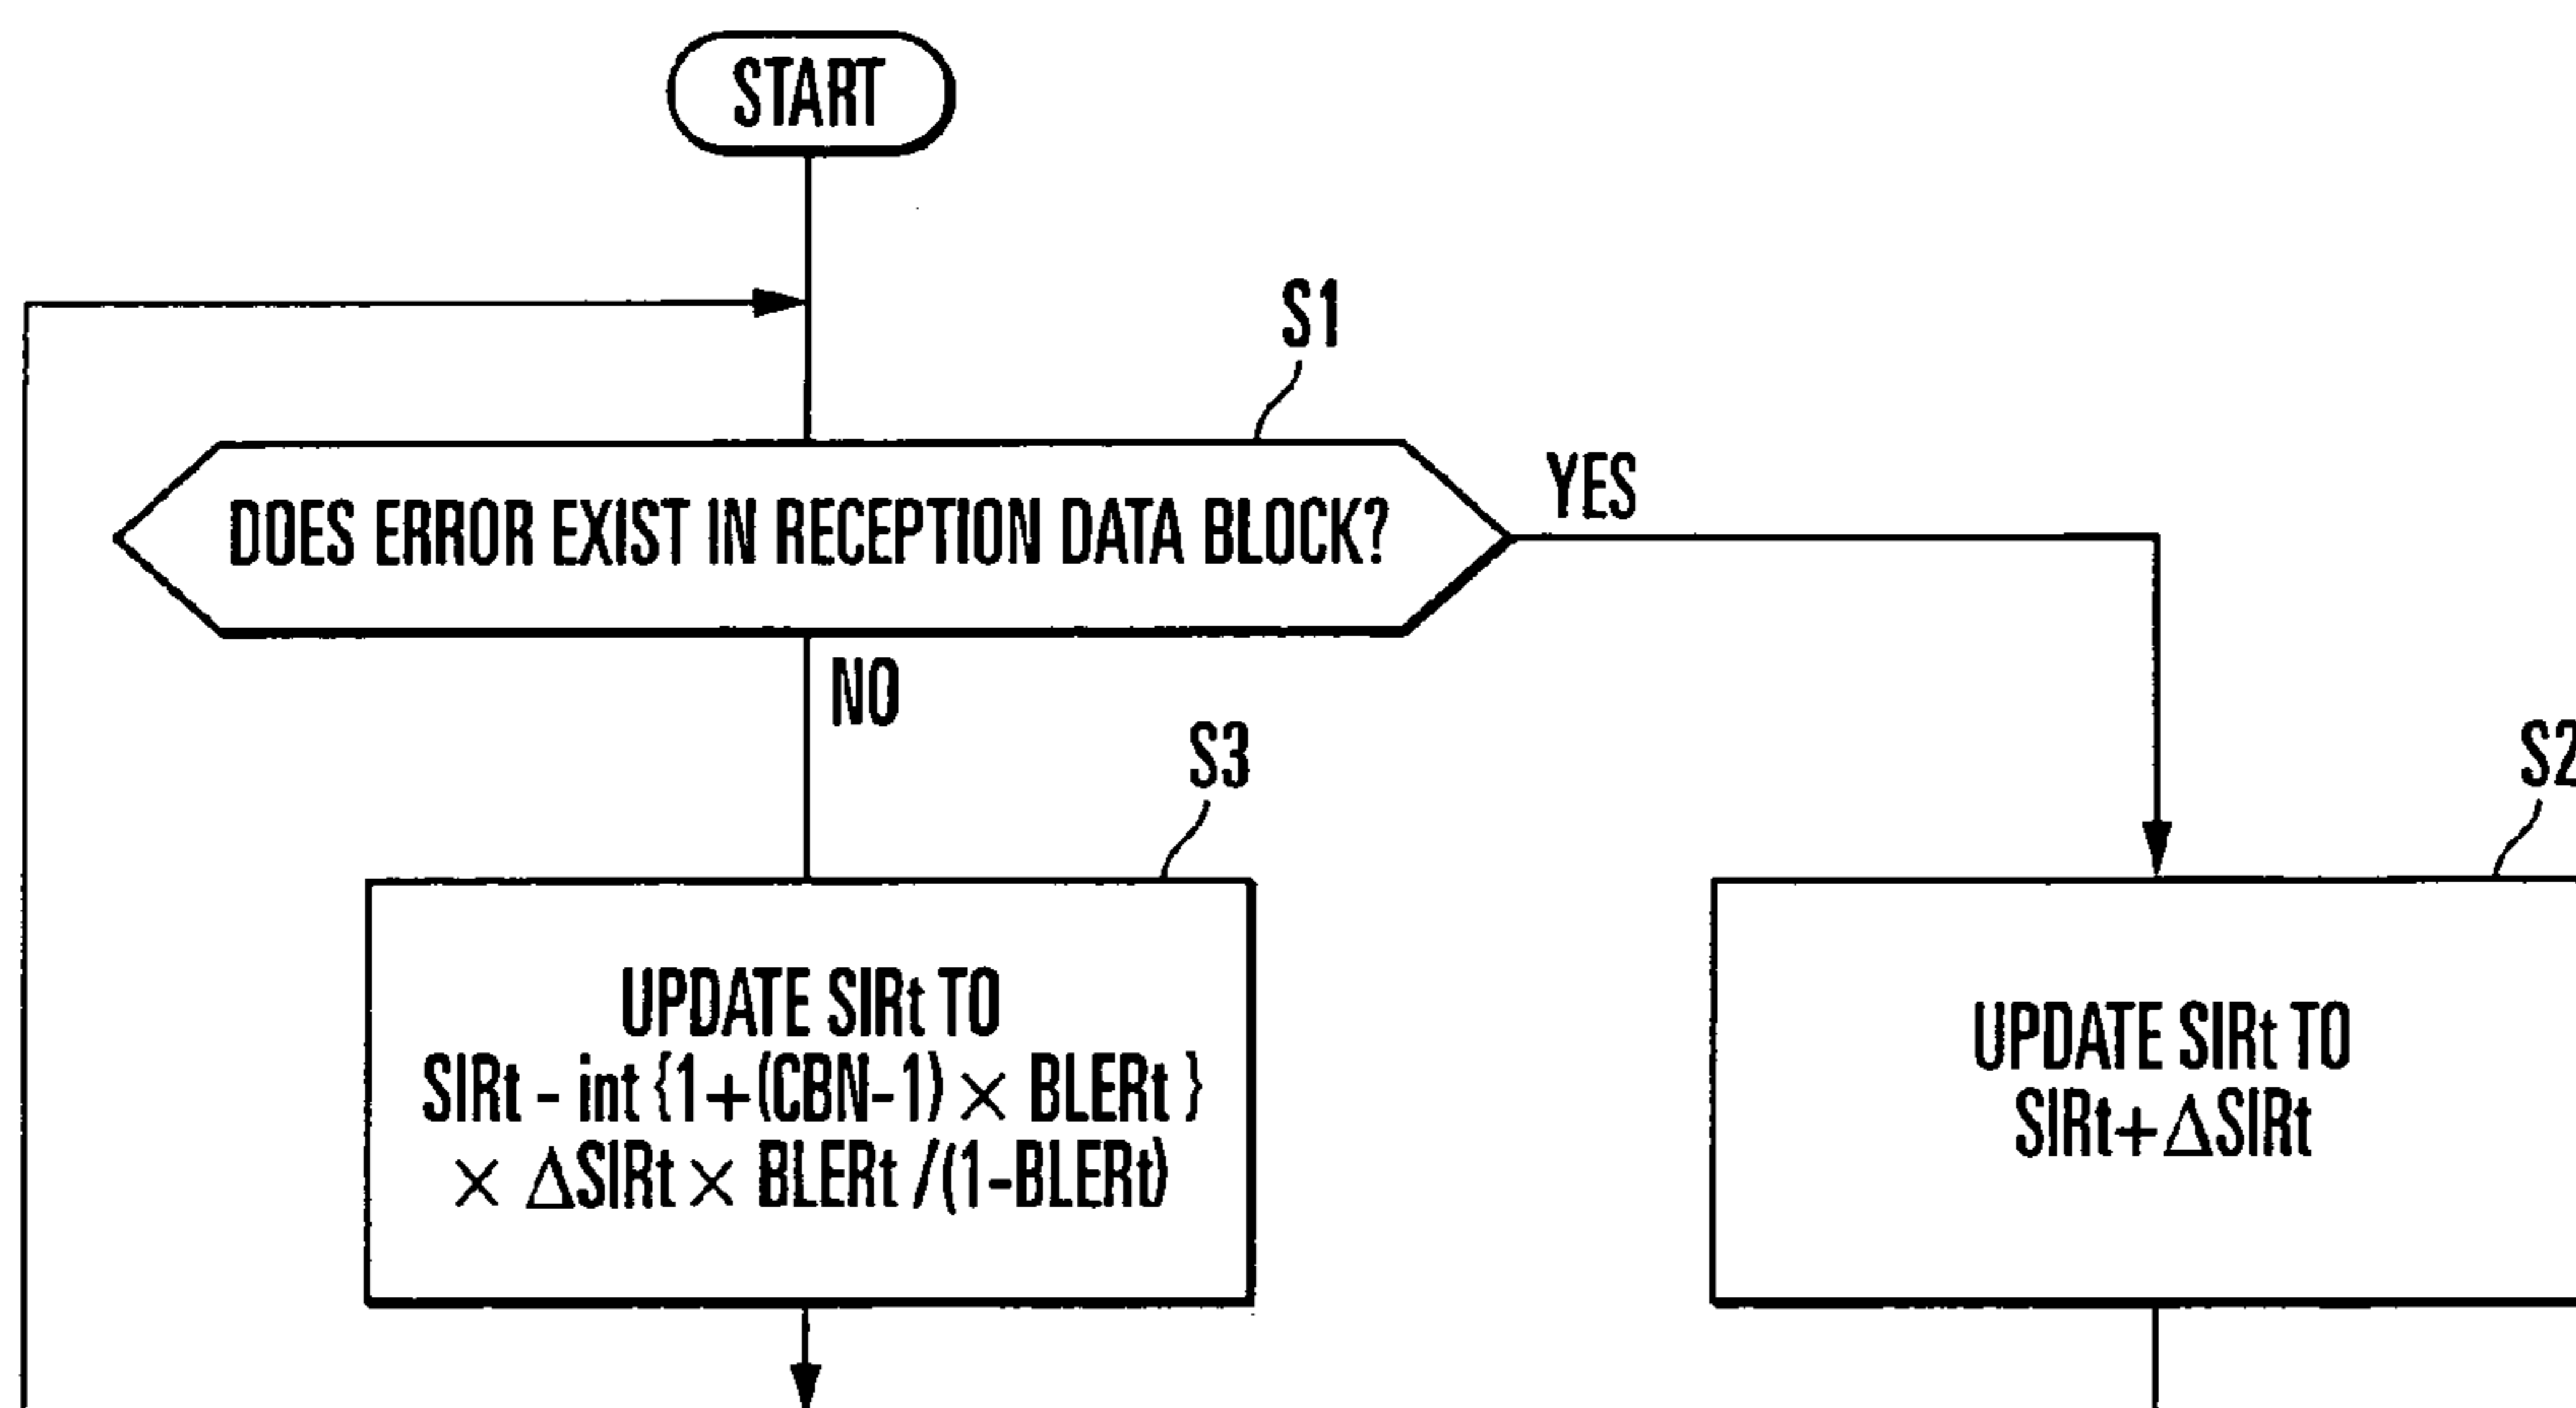 START
S1
DOES ERROR EXIST IN RECEPTION DATA BLOCK?
YES
NO
S3
S2
UPDATE SIRt TO
SIRt - int {1+(CBN-1) × BLERt }
× ΔSIRt × BLERt /(1-BLERt)
UPDATE SIRt TO
SIRt+ΔSIRt